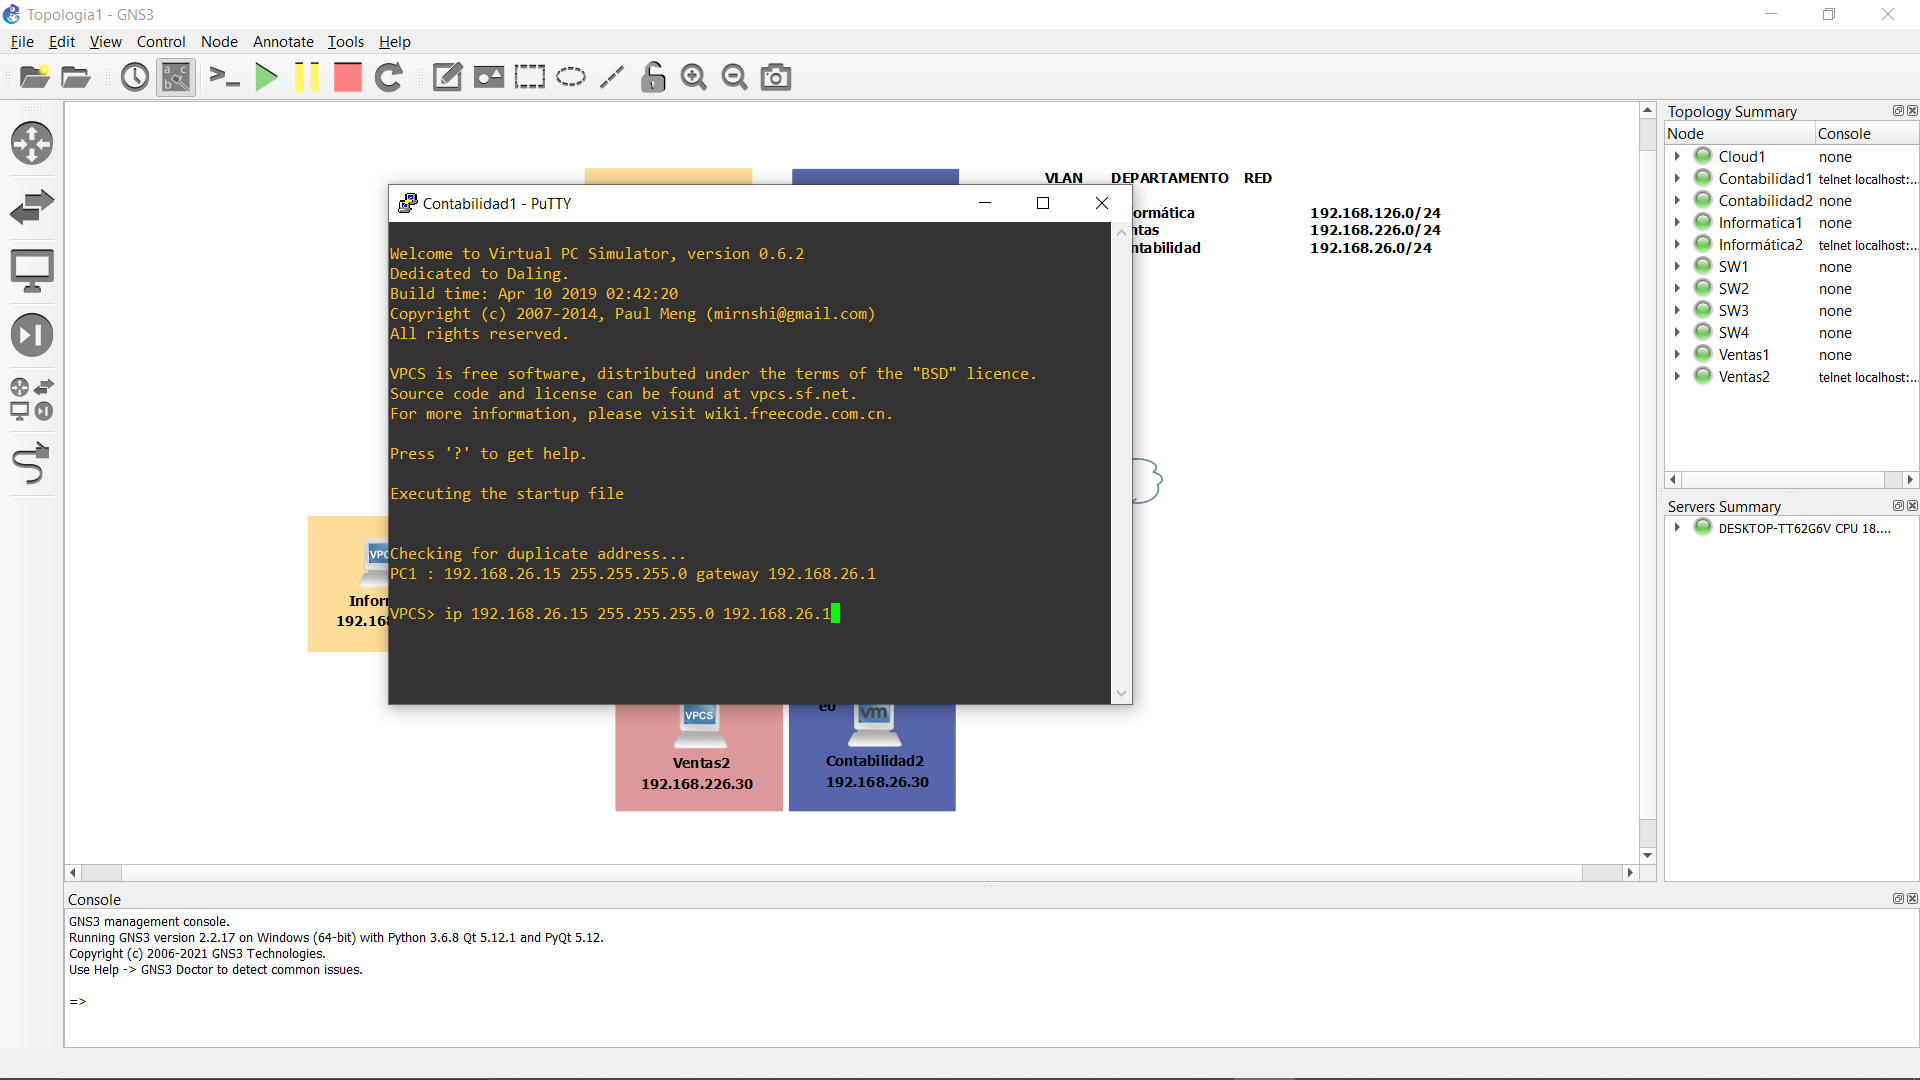 Topologia1 - GNS3
File Edit View Control Node Annotate Tools Help
VLAN DEPARTAMENTO RED
ormática 192.168.126.0/24
ntas 192.168.226.0/24
ntabilidad 192.168.26.0/24
Contabilidad1 - PuTTY
Welcome to Virtual PC Simulator, version 0.6.2
Dedicated to Daling.
Build time: Apr 10 2019 02:42:20
Copyright (c) 2007-2014, Paul Meng (mirnshi@gmail.com)
All rights reserved.
VPCS is free software, distributed under the terms of the "BSD" licence.
Source code and license can be found at vpcs.sf.net.
For more information, please visit wiki.freecode.com.cn.
Press '?' to get help.
Executing the startup file
Checking for duplicate address...
PC1 : 192.168.26.15 255.255.255.0 gateway 192.168.26.1
VPCS> ip 192.168.26.15 255.255.255.0 192.168.26.1
VPC
Infor
192.168
e0
VPCS
vm
Ventas2
192.168.226.30
Contabilidad2
192.168.26.30
Topology Summary
Node Console
Cloud1 none
Contabilidad1 telnet localhost:...
Contabilidad2 none
Informatica1 none
Informática2 telnet localhost:...
SW1 none
SW2 none
SW3 none
SW4 none
Ventas1 none
Ventas2 telnet localhost:...
Servers Summary
DESKTOP-TT62G6V CPU 18....
Console
GNS3 management console.
Running GNS3 version 2.2.17 on Windows (64-bit) with Python 3.6.8 Qt 5.12.1 and PyQt 5.12.
Copyright (c) 2006-2021 GNS3 Technologies.
Use Help -> GNS3 Doctor to detect common issues.
=>